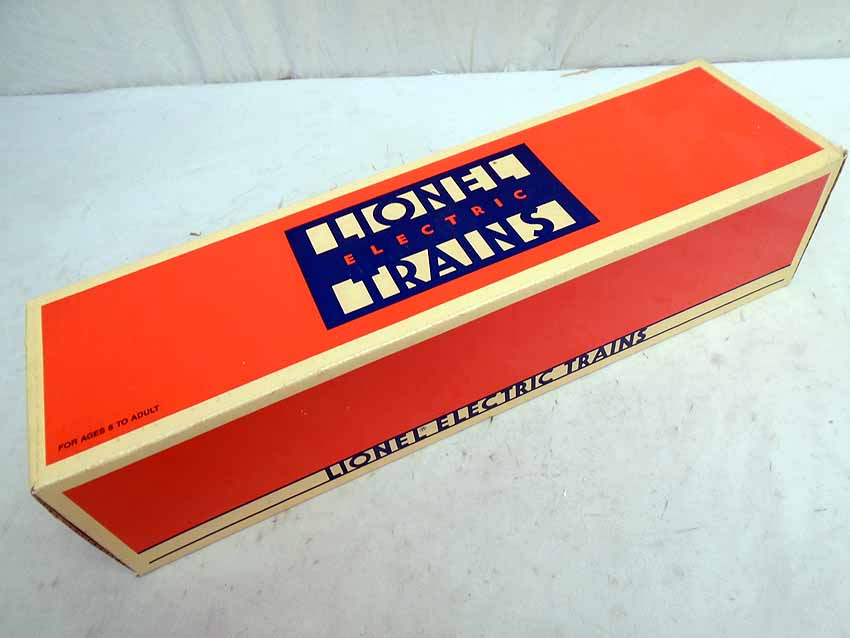 LIONEL®
ELECTRIC
TRAINS
FOR AGES 8 TO ADULT
LIONEL® ELECTRIC TRAINS